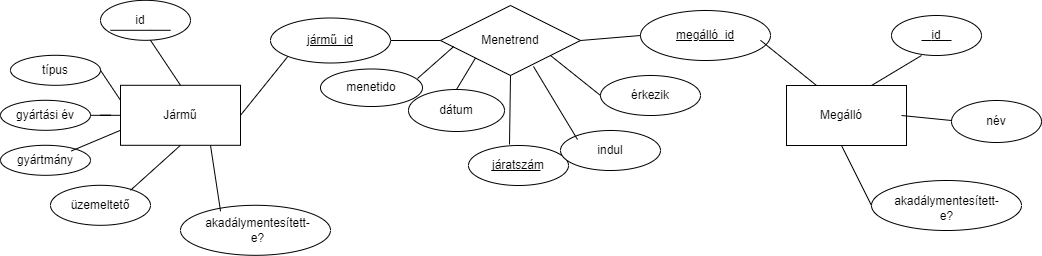 id
jármű_id
Menetrend
megálló_id
id
típus
menetido
dátum
érkezik
gyártási év
Jármű
Megálló
név
gyártmány
járatszám
indul
üzemeltető
akadálymentesített-
e?
akadálymentesített-
e?